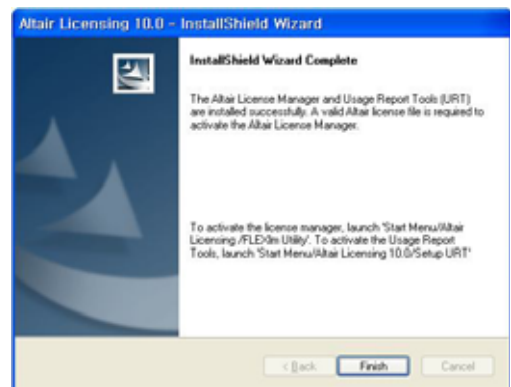 Altair Licensing 10.0 - InstallShield Wizard
InstallShield Wizard Complete
The Altair License Manager and Usage Report Tools (URT)
are installed successfully. A valid Altair license file is required to
activate the Altair License Manager.
To activate the license manager, launch 'Start Menu/Altair
Licensing /FLEXlm Utility'. To activate the Usage Report
Tools, launch 'Start Menu/Altair Licensing 10.0/Setup URT'
< Back
Finish
Cancel